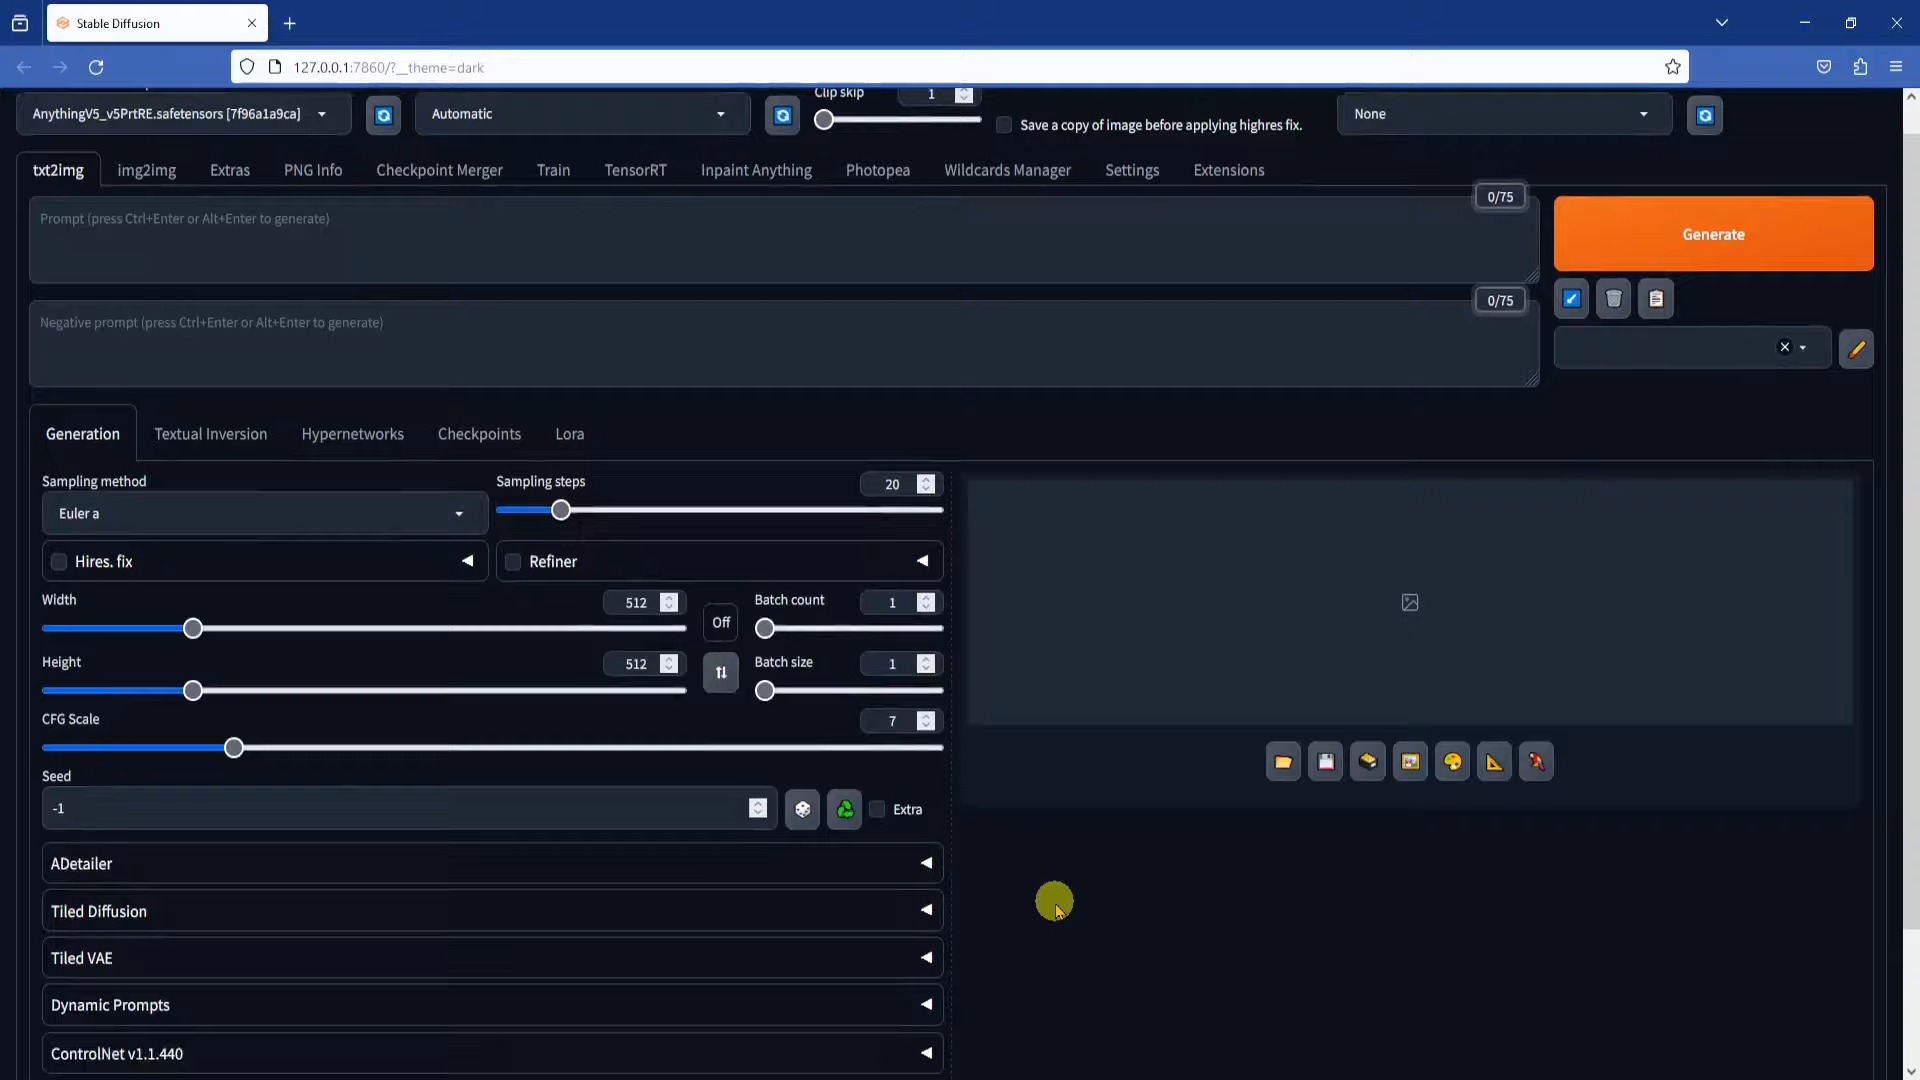 Stable Diffusion
127.0.0.1:7860/?__theme=dark
AnythingV5_v5PrtRE.safetensors [7f96a1a9ca]
Automatic
Clip skip
1
Save a copy of image before applying highres fix.
None
txt2img
img2img
Extras
PNG Info
Checkpoint Merger
Train
TensorRT
Inpaint Anything
Photopea
Wildcards Manager
Settings
Extensions
Prompt (press Ctrl+Enter or Alt+Enter to generate)
0/75
Generate
Negative prompt (press Ctrl+Enter or Alt+Enter to generate)
0/75
Generation
Textual Inversion
Hypernetworks
Checkpoints
Lora
Sampling method
Euler a
Sampling steps
20
Hires. fix
Refiner
Width
512
Off
Batch count
1
Height
512
Batch size
1
CFG Scale
7
Seed
-1
Extra
ADetailer
Tiled Diffusion
Tiled VAE
Dynamic Prompts
ControlNet v1.1.440